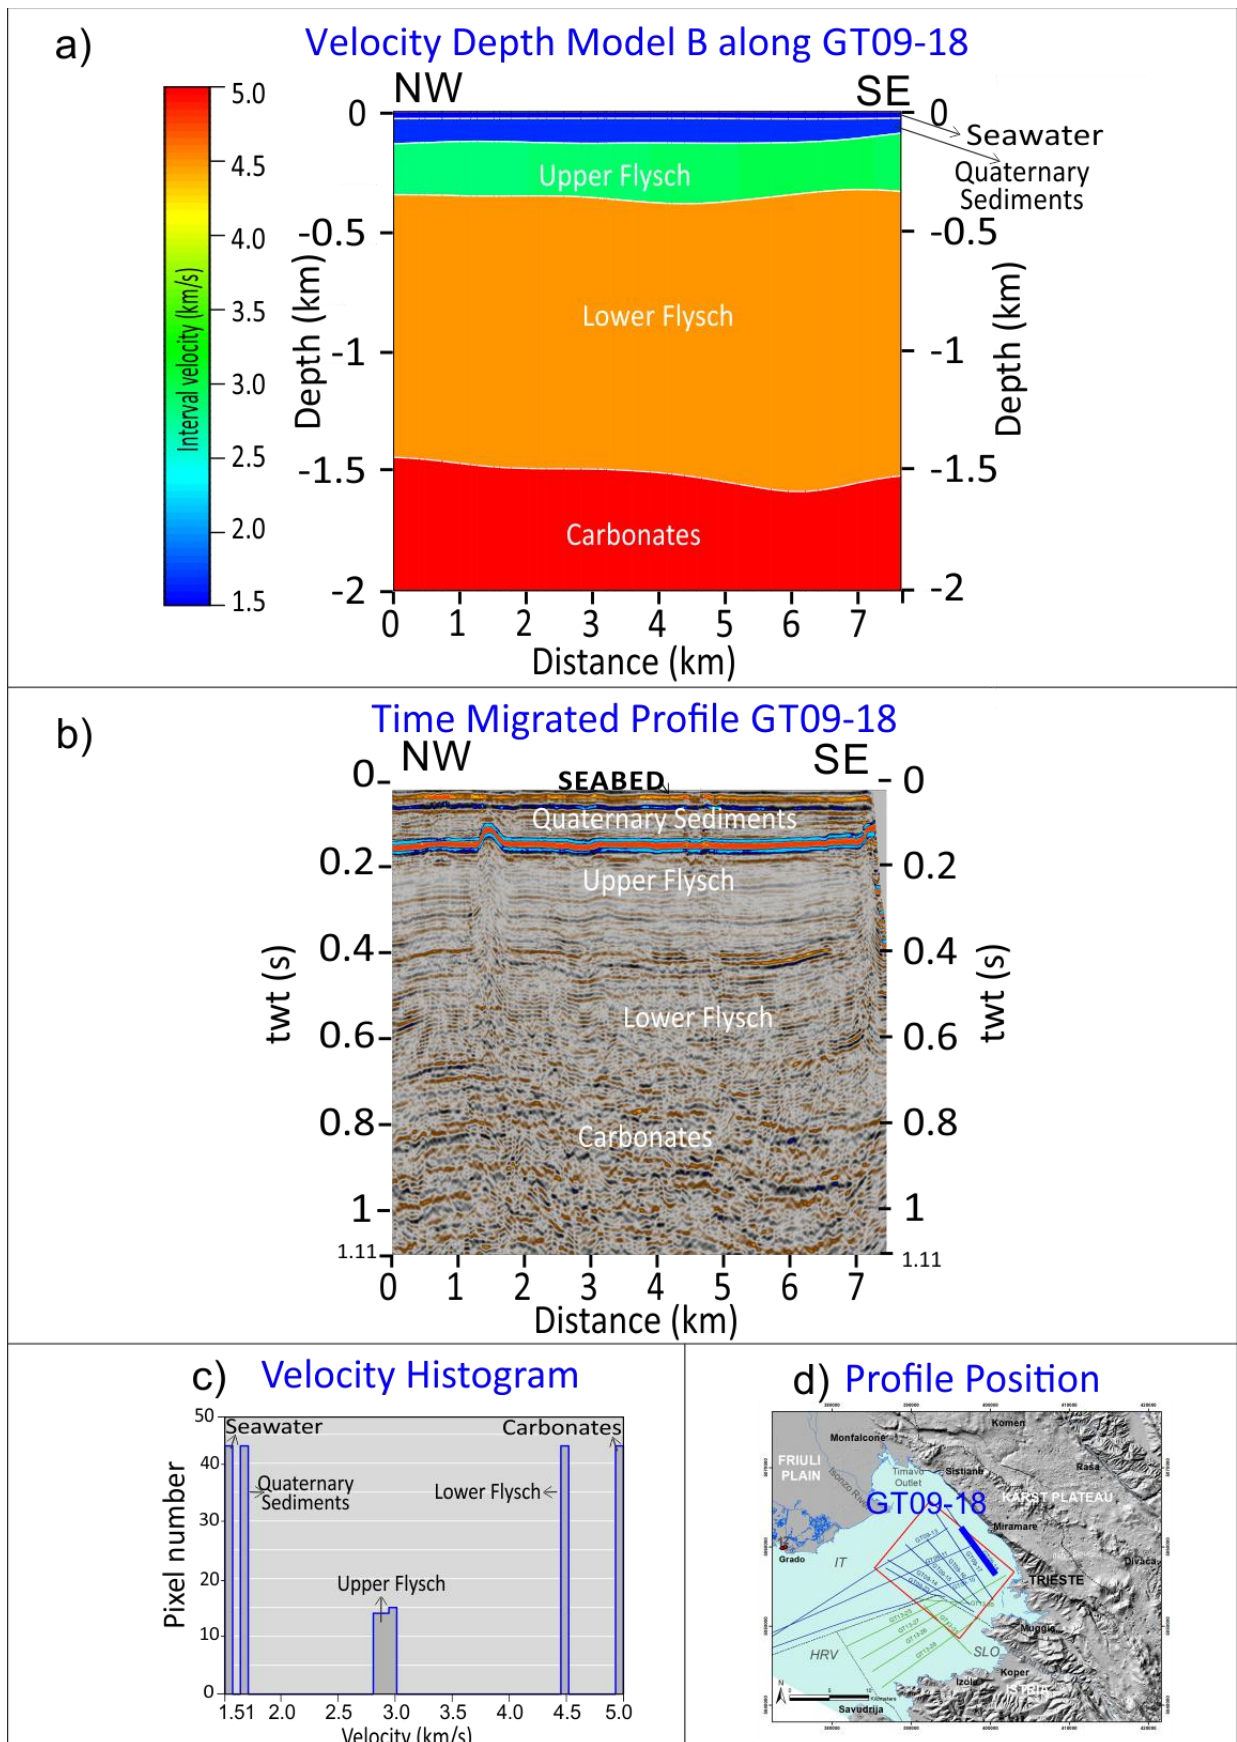 a)
Velocity Depth Model B along GT09-18
NW
SE
5.0
4.5
4.0
3.5
3.0
2.5
2.0
1.5
Interval velocity (km/s)
0
-0.5
-1
-1.5
-2
Depth (km)
Upper Flysch
Lower Flysch
Carbonates
0
-0.5
-1
-1.5
-2
Depth (km)
Seawater
Quaternary
Sediments
0 1 2 3 4 5 6 7
Distance (km)
b)
Time Migrated Profile GT09-18
NW
SE
SEABED
0
0.2
0.4
0.6
0.8
1
1.11
twt (s)
Quaternary Sediments
Upper Flysch
Lower Flysch
Carbonates
0
0.2
0.4
0.6
0.8
1
1.11
twt (s)
0 1 2 3 4 5 6 7
Distance (km)
c)
Velocity Histogram
50
40
30
20
10
0
Pixel number
Seawater
Carbonates
Quaternary
Sediments
Lower Flysch
Upper Flysch
1.51 2.0 2.5 3.0 3.5 4.0 4.5 5.0
Velocity (km/s)
d)
Profile Position
Komen
Monfalcone
FRIULI
PLAIN
Isonzo River
Timavo
Outlet
Sistiana
Raša
KARST PLATEAU
GT09-18
Miramare
Grado
IT
Divača
TRIESTE
Muggia
HRV
SLO
Koper
Izola
ISTRIA
Savudrija
N